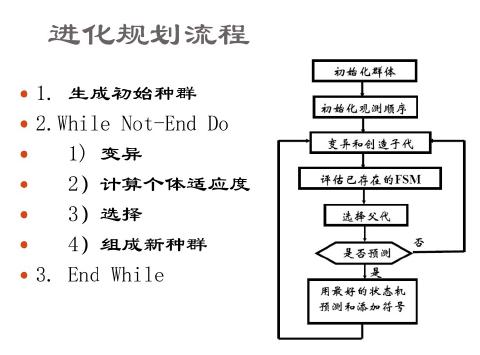 进化规划流程
1. 生成初始种群
2.While Not-End Do
1) 变异
2) 计算个体适应度
3) 选择
4) 组成新种群
3. End While
初始化群体
初始化观测顺序
变异和创造子代
评估已存在的FSM
选择父代
是否预测
否
是
用最好的状态机
预测和添加符号